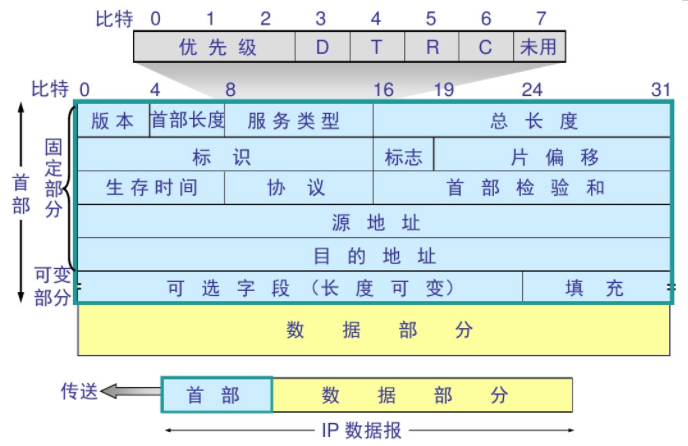 比特 0 1 2 3 4 5 6 7
优先级 D T R C 未用
比特 0 4 8 16 19 24 31
版本 首部长度 服务类型 总长度
标识 标志 片偏移
生存时间 协议 首部检验和
源地址
目的地址
可选字段（长度可变） 填充
数据部分
首部
固定部分
可变部分
传送 首部 数据部分
IP 数据报